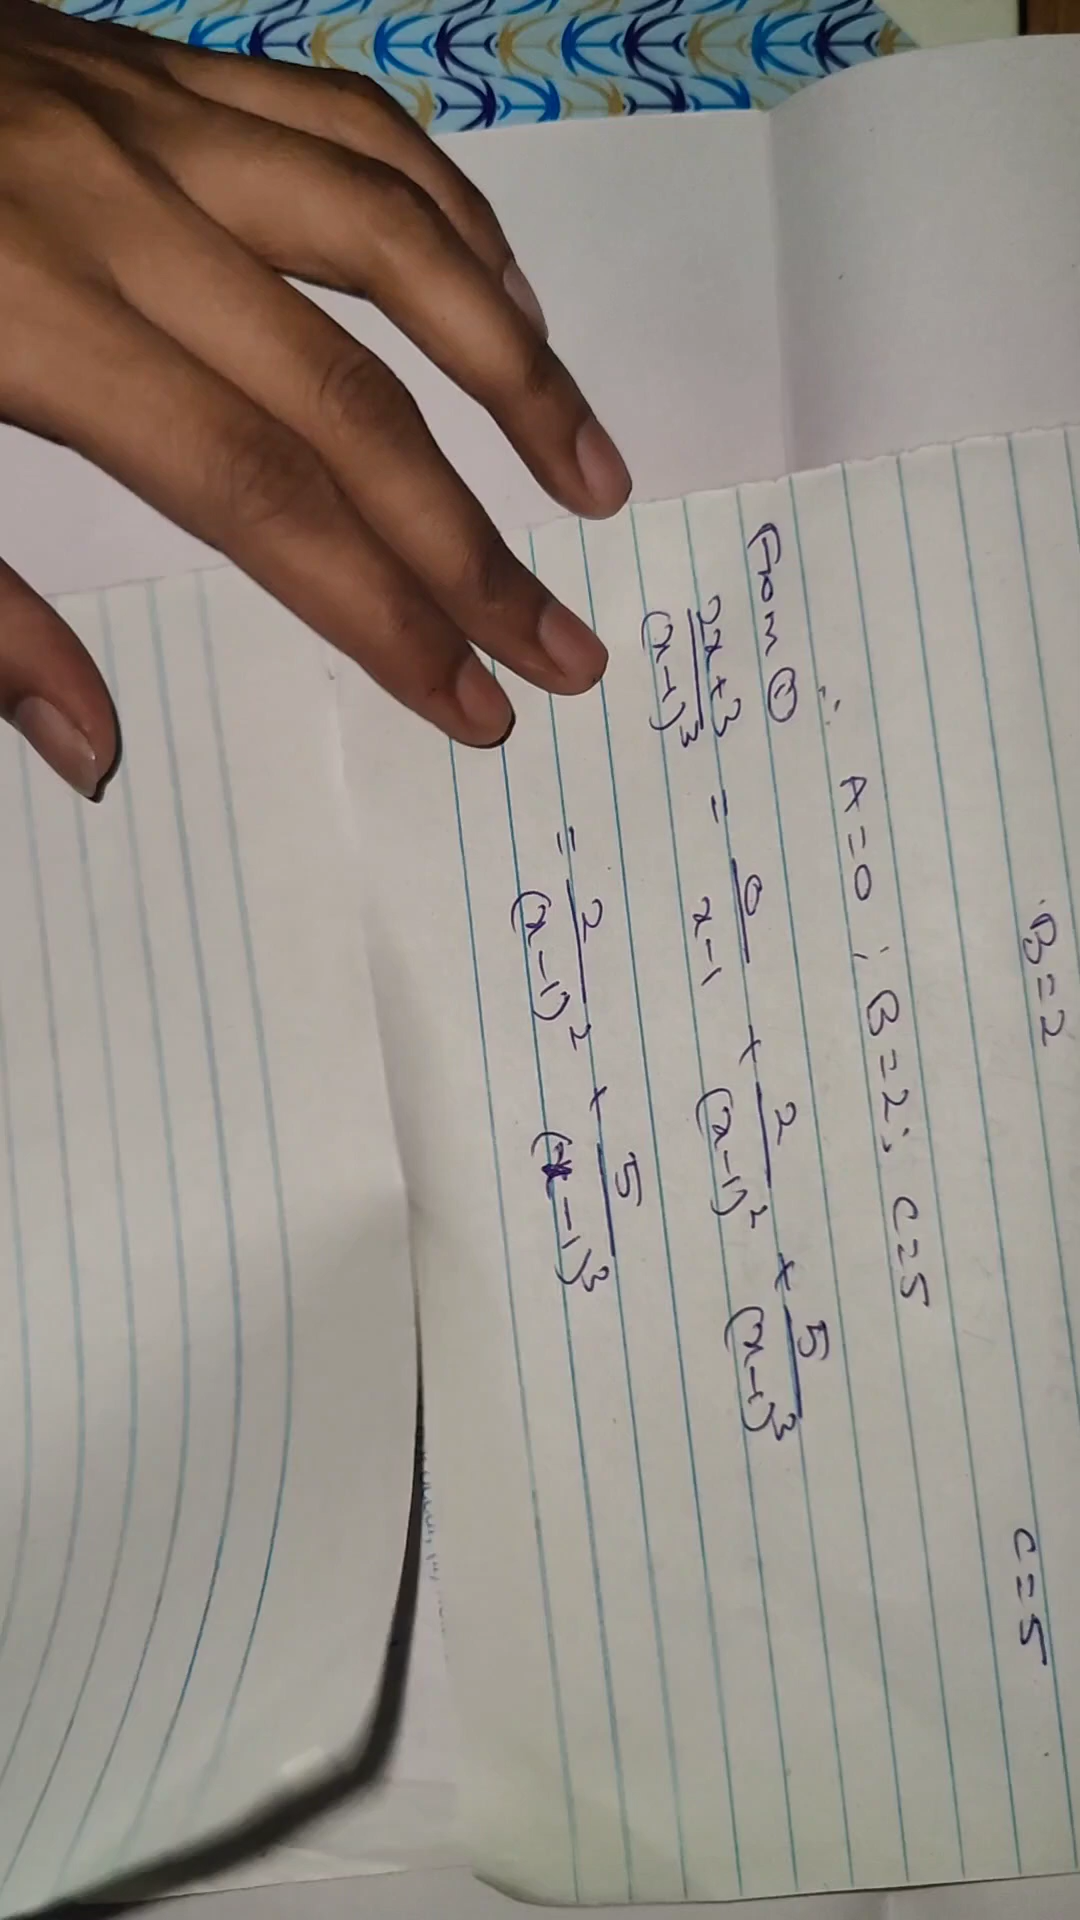 B=2 C=5
∴ A=0 ; B=2; C=5
From ①
2x+3/(x-1)³ = 0/x-1 + 2/(x-1)² + 5/(x-1)³
= 2/(x-1)² + 5/(x-1)³